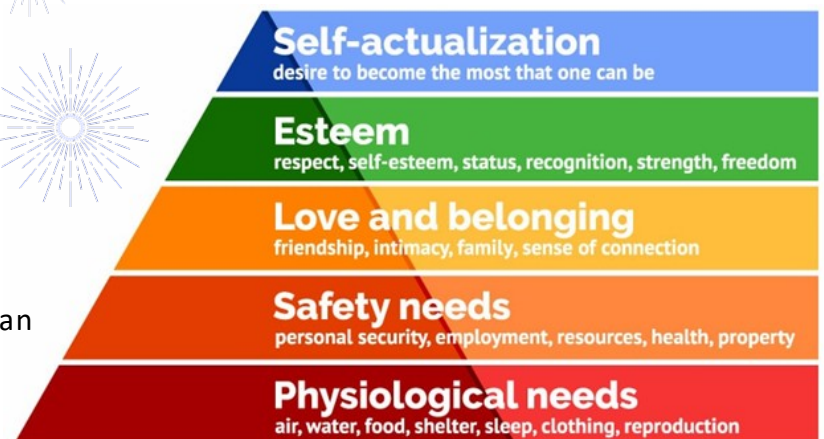 Self-actualization
desire to become the most that one can be
Esteem
respect, self-esteem, status, recognition, strength, freedom
Love and belonging
friendship, intimacy, family, sense of connection
an
Safety needs
personal security, employment, resources, health, property
Physiological needs
air, water, food, shelter, sleep, clothing, reproduction